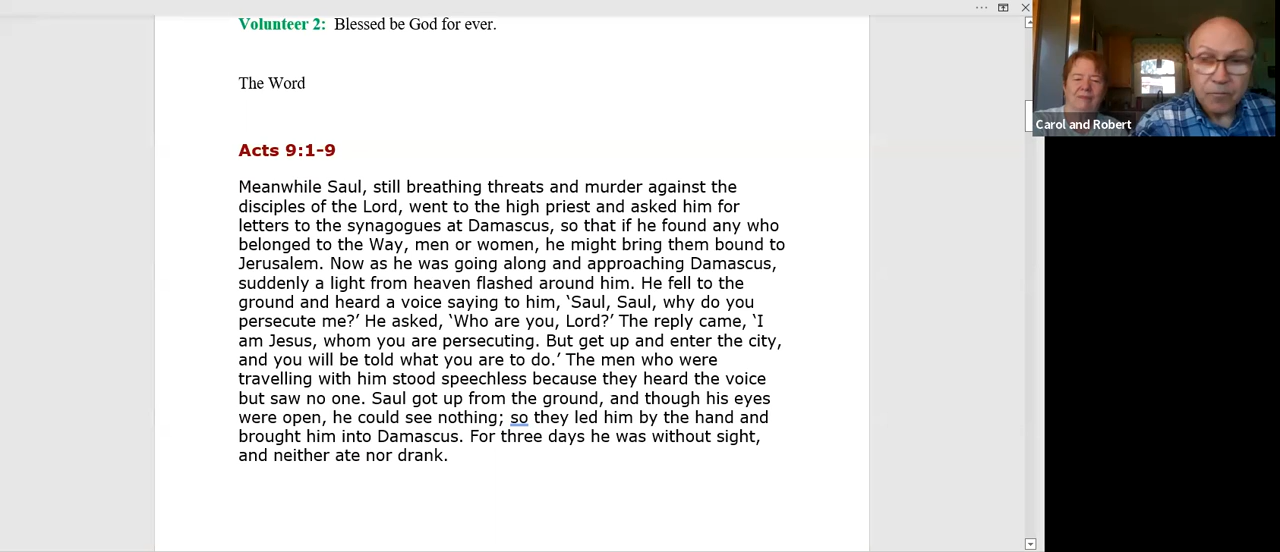 Volunteer 2: Blessed be God for ever.
The Word
Acts 9:1-9
Meanwhile Saul, still breathing threats and murder against the
disciples of the Lord, went to the high priest and asked him for
letters to the synagogues at Damascus, so that if he found any who
belonged to the Way, men or women, he might bring them bound to
Jerusalem. Now as he was going along and approaching Damascus,
suddenly a light from heaven flashed around him. He fell to the
ground and heard a voice saying to him, ‘Saul, Saul, why do you
persecute me?’ He asked, ‘Who are you, Lord?’ The reply came, ‘I
am Jesus, whom you are persecuting. But get up and enter the city,
and you will be told what you are to do.’ The men who were
travelling with him stood speechless because they heard the voice
but saw no one. Saul got up from the ground, and though his eyes
were open, he could see nothing; so they led him by the hand and
brought him into Damascus. For three days he was without sight,
and neither ate nor drank.
Carol and Robert